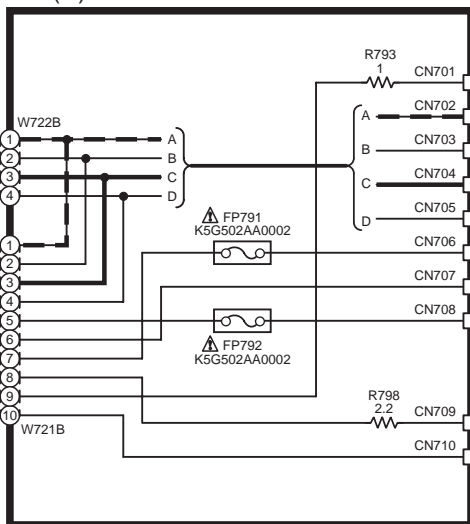 R793
1
CN701
W722B
CN702
1
A
A
2
B
B
CN703
3
C
C
CN704
4
D
D
CN705
FP791
K5G502AA0002
CN706
1
2
3
CN707
4
5
CN708
6
FP792
K5G502AA0002
7
8
R798
2.2
9
CN709
10
W721B
CN710